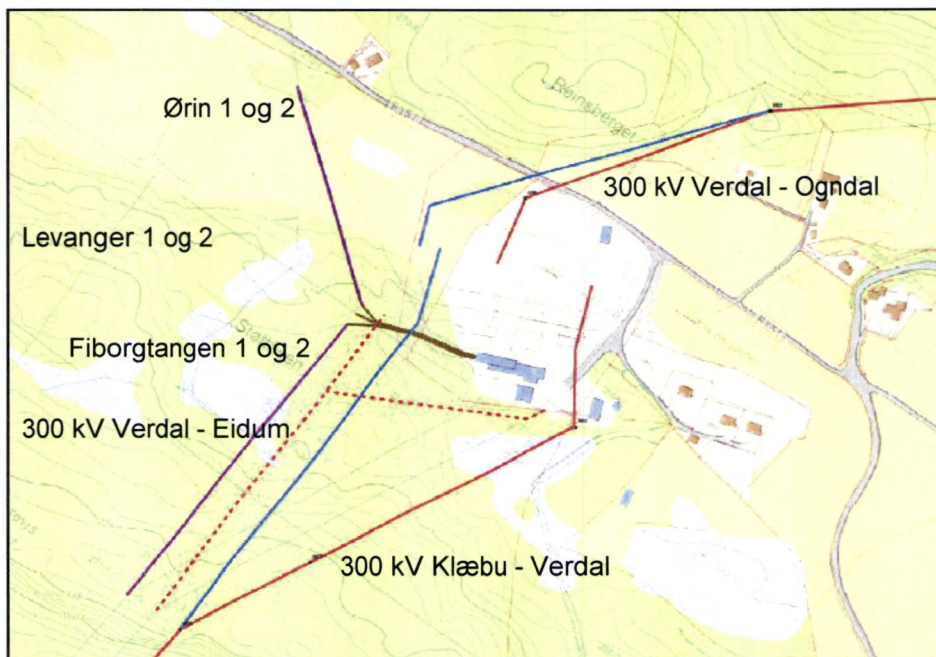 Ørin 1 og 2
Reinsberget
300 kV Verdal - Ogndal
Levanger 1 og 2
Fiborgtangen 1 og 2
300 kV Verdal - Eidum
300 kV Klæbu - Verdal